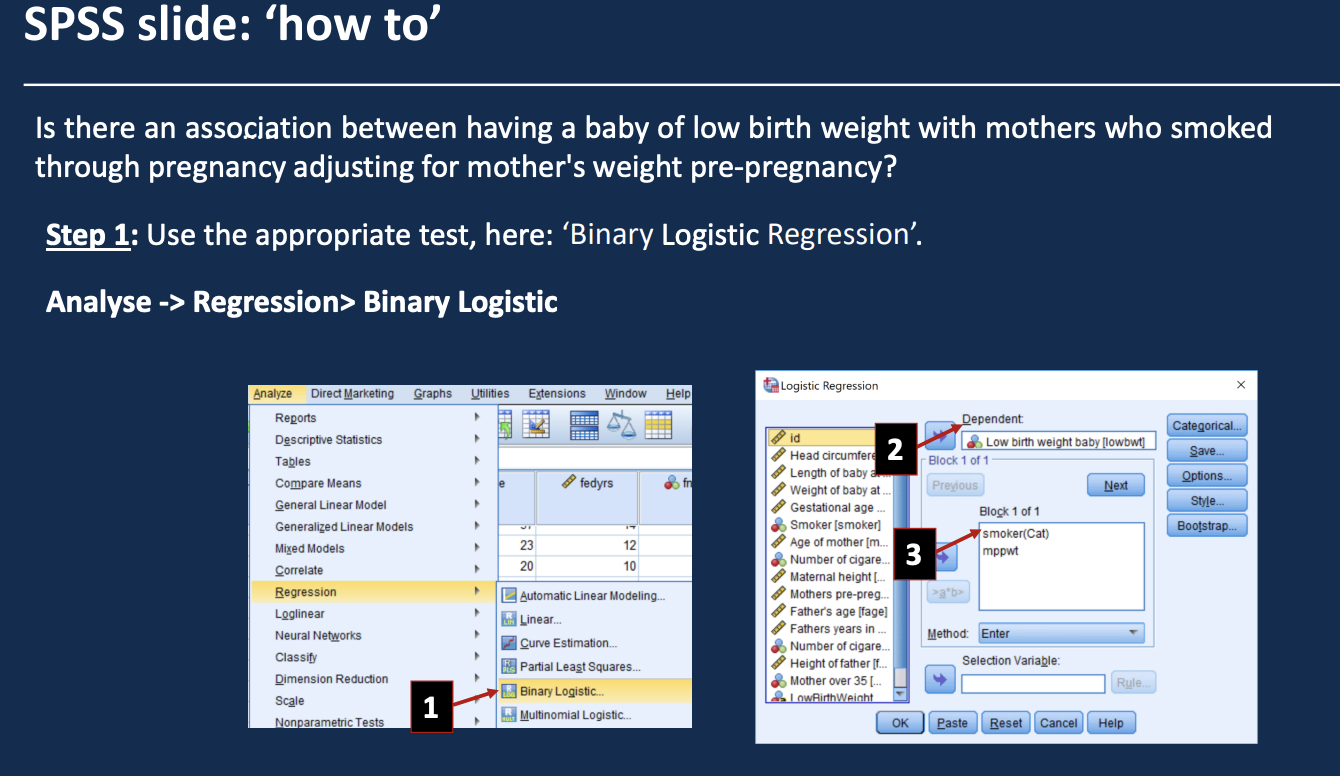 SPSS slide: ‘how to’
Is there an association between having a baby of low birth weight with mothers who smoked
through pregnancy adjusting for mother's weight pre-pregnancy?
Step 1: Use the appropriate test, here: ‘Binary Logistic Regression’.
Analyse -> Regression> Binary Logistic
Analyze Direct Marketing Graphs Utilities Extensions Window Help
Reports
Descriptive Statistics
Tables
Compare Means
General Linear Model
Generalized Linear Models
Mixed Models
Correlate
Regression
Loglinear
Neural Networks
Classify
Dimension Reduction
Scale
Nonparametric Tests
e fedyrs fn
23 12
20 10
Automatic Linear Modeling...
Linear...
Curve Estimation...
Partial Least Squares...
Binary Logistic...
Multinomial Logistic...
1
Logistic Regression
id
Head circumfere
Length of baby a
Weight of baby at ...
Gestational age ...
Smoker [smoker]
Age of mother [m...
Number of cigare...
Maternal height [...
Mothers pre-preg...
Father's age [fage]
Fathers years in ...
Number of cigare...
Height of father [f...
Mother over 35 [...
LowBirthWeight
2
3
Dependent:
Low birth weight baby [lowbwt]
Block 1 of 1
Previous Next
Block 1 of 1
smoker(Cat)
mppwt
>a*b>
Method: Enter
Selection Variable:
Rule...
Categorical...
Save...
Options...
Style...
Bootstrap...
OK Paste Reset Cancel Help